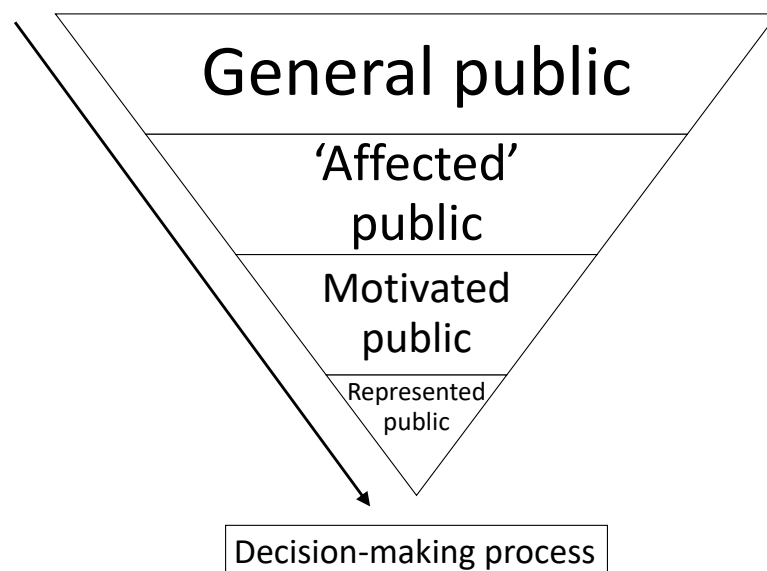 General public
‘Affected’
public
Motivated
public
Represented
public
Decision-making process